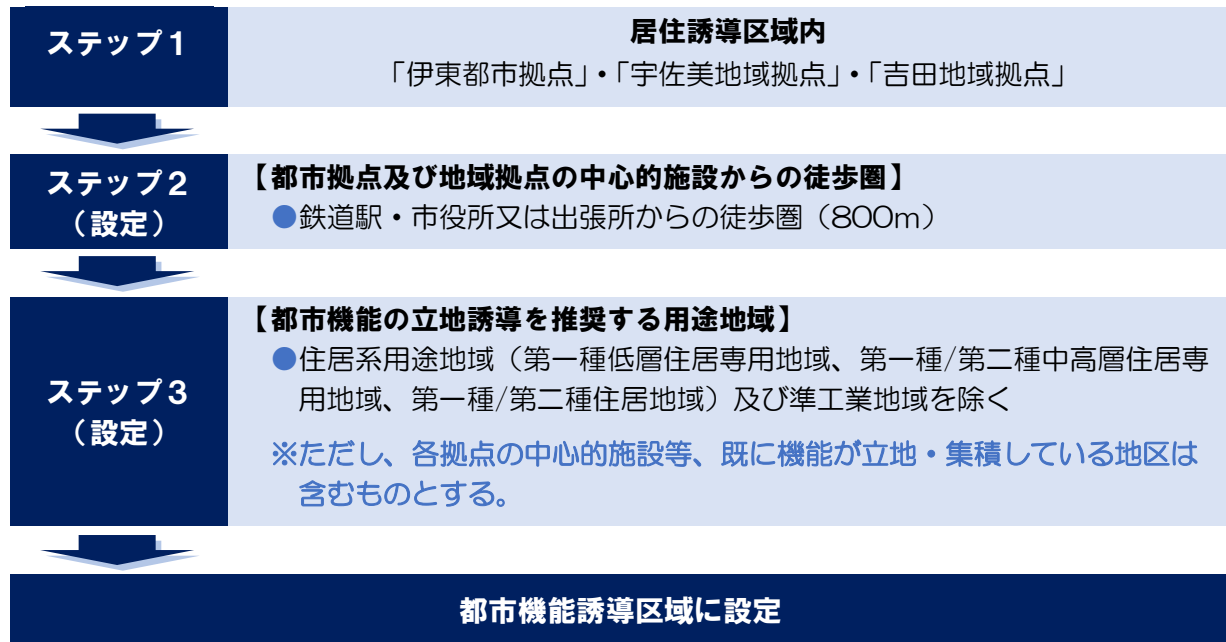 ステップ1
居住誘導区域内
「伊東都市拠点」・「宇佐美地域拠点」・「吉田地域拠点」
ステップ2
（設定）
【都市拠点及び地域拠点の中心的施設からの徒歩圏】
●鉄道駅・市役所又は出張所からの徒歩圏（800m）
ステップ3
（設定）
【都市機能の立地誘導を推奨する用途地域】
●住居系用途地域（第一種低層住居専用地域、第一種/第二種中高層住居専
用地域、第一種/第二種住居地域）及び準工業地域を除く
※ただし、各拠点の中心的施設等、既に機能が立地・集積している地区は
含むものとする。
都市機能誘導区域に設定